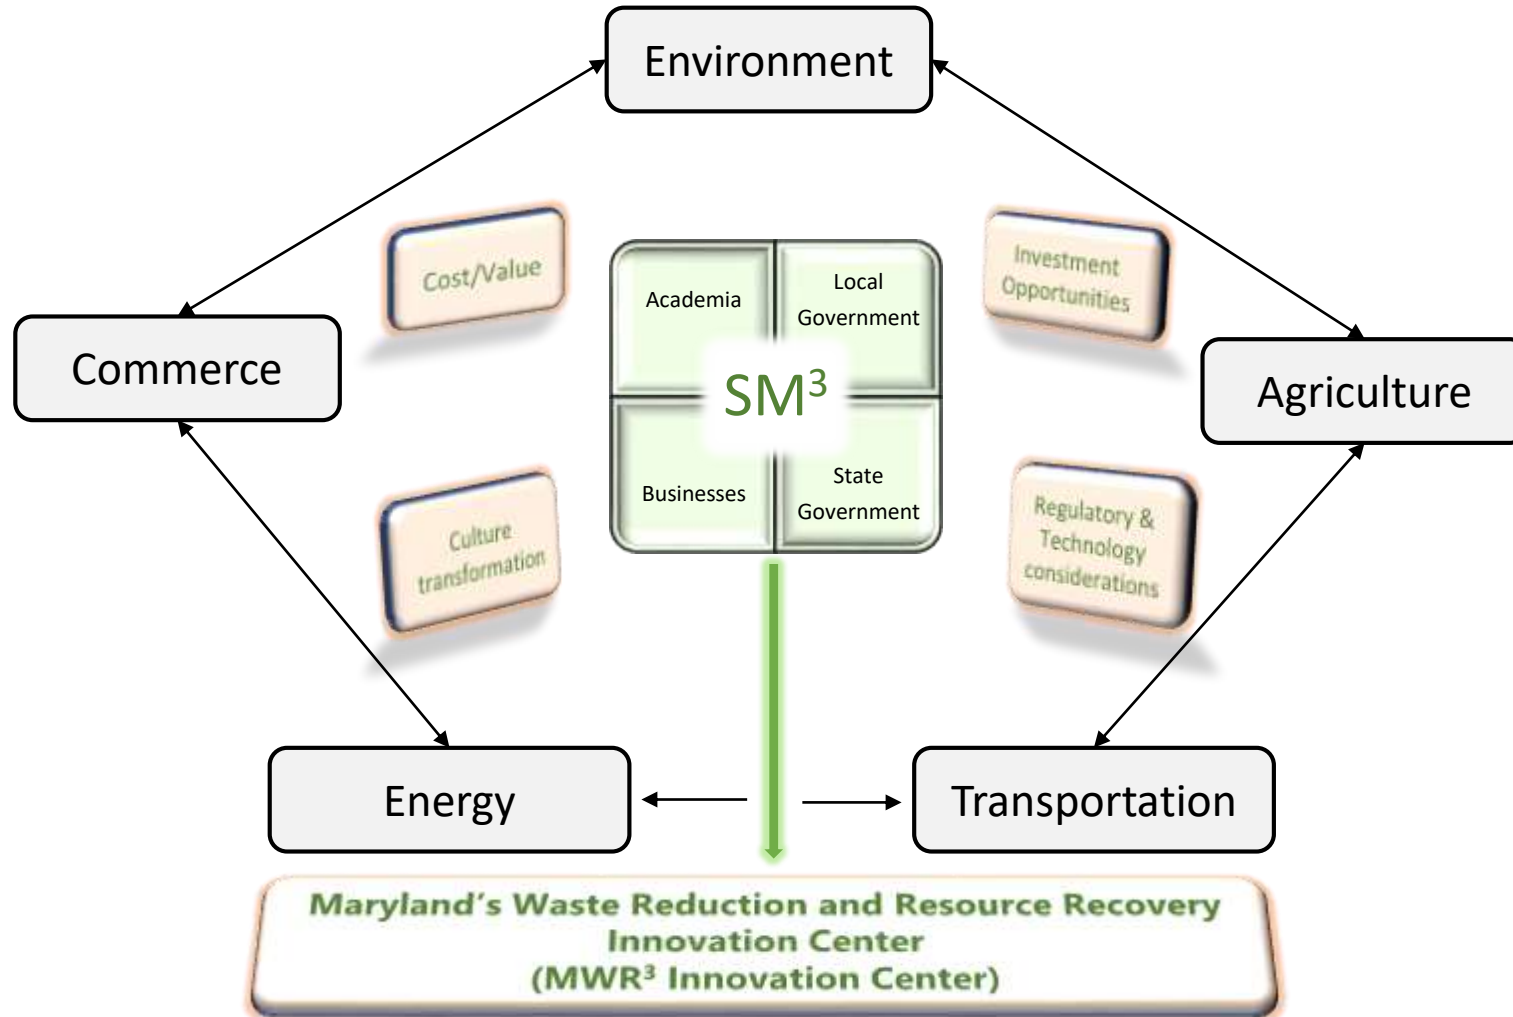 Environment
Cost/Value
Investment
Opportunities
Academia
Local
Government
Commerce
SM³
Agriculture
Businesses
State
Government
Culture
transformation
Regulatory &
Technology
considerations
Energy
Transportation
Maryland's Waste Reduction and Resource Recovery
Innovation Center
(MWR³ Innovation Center)